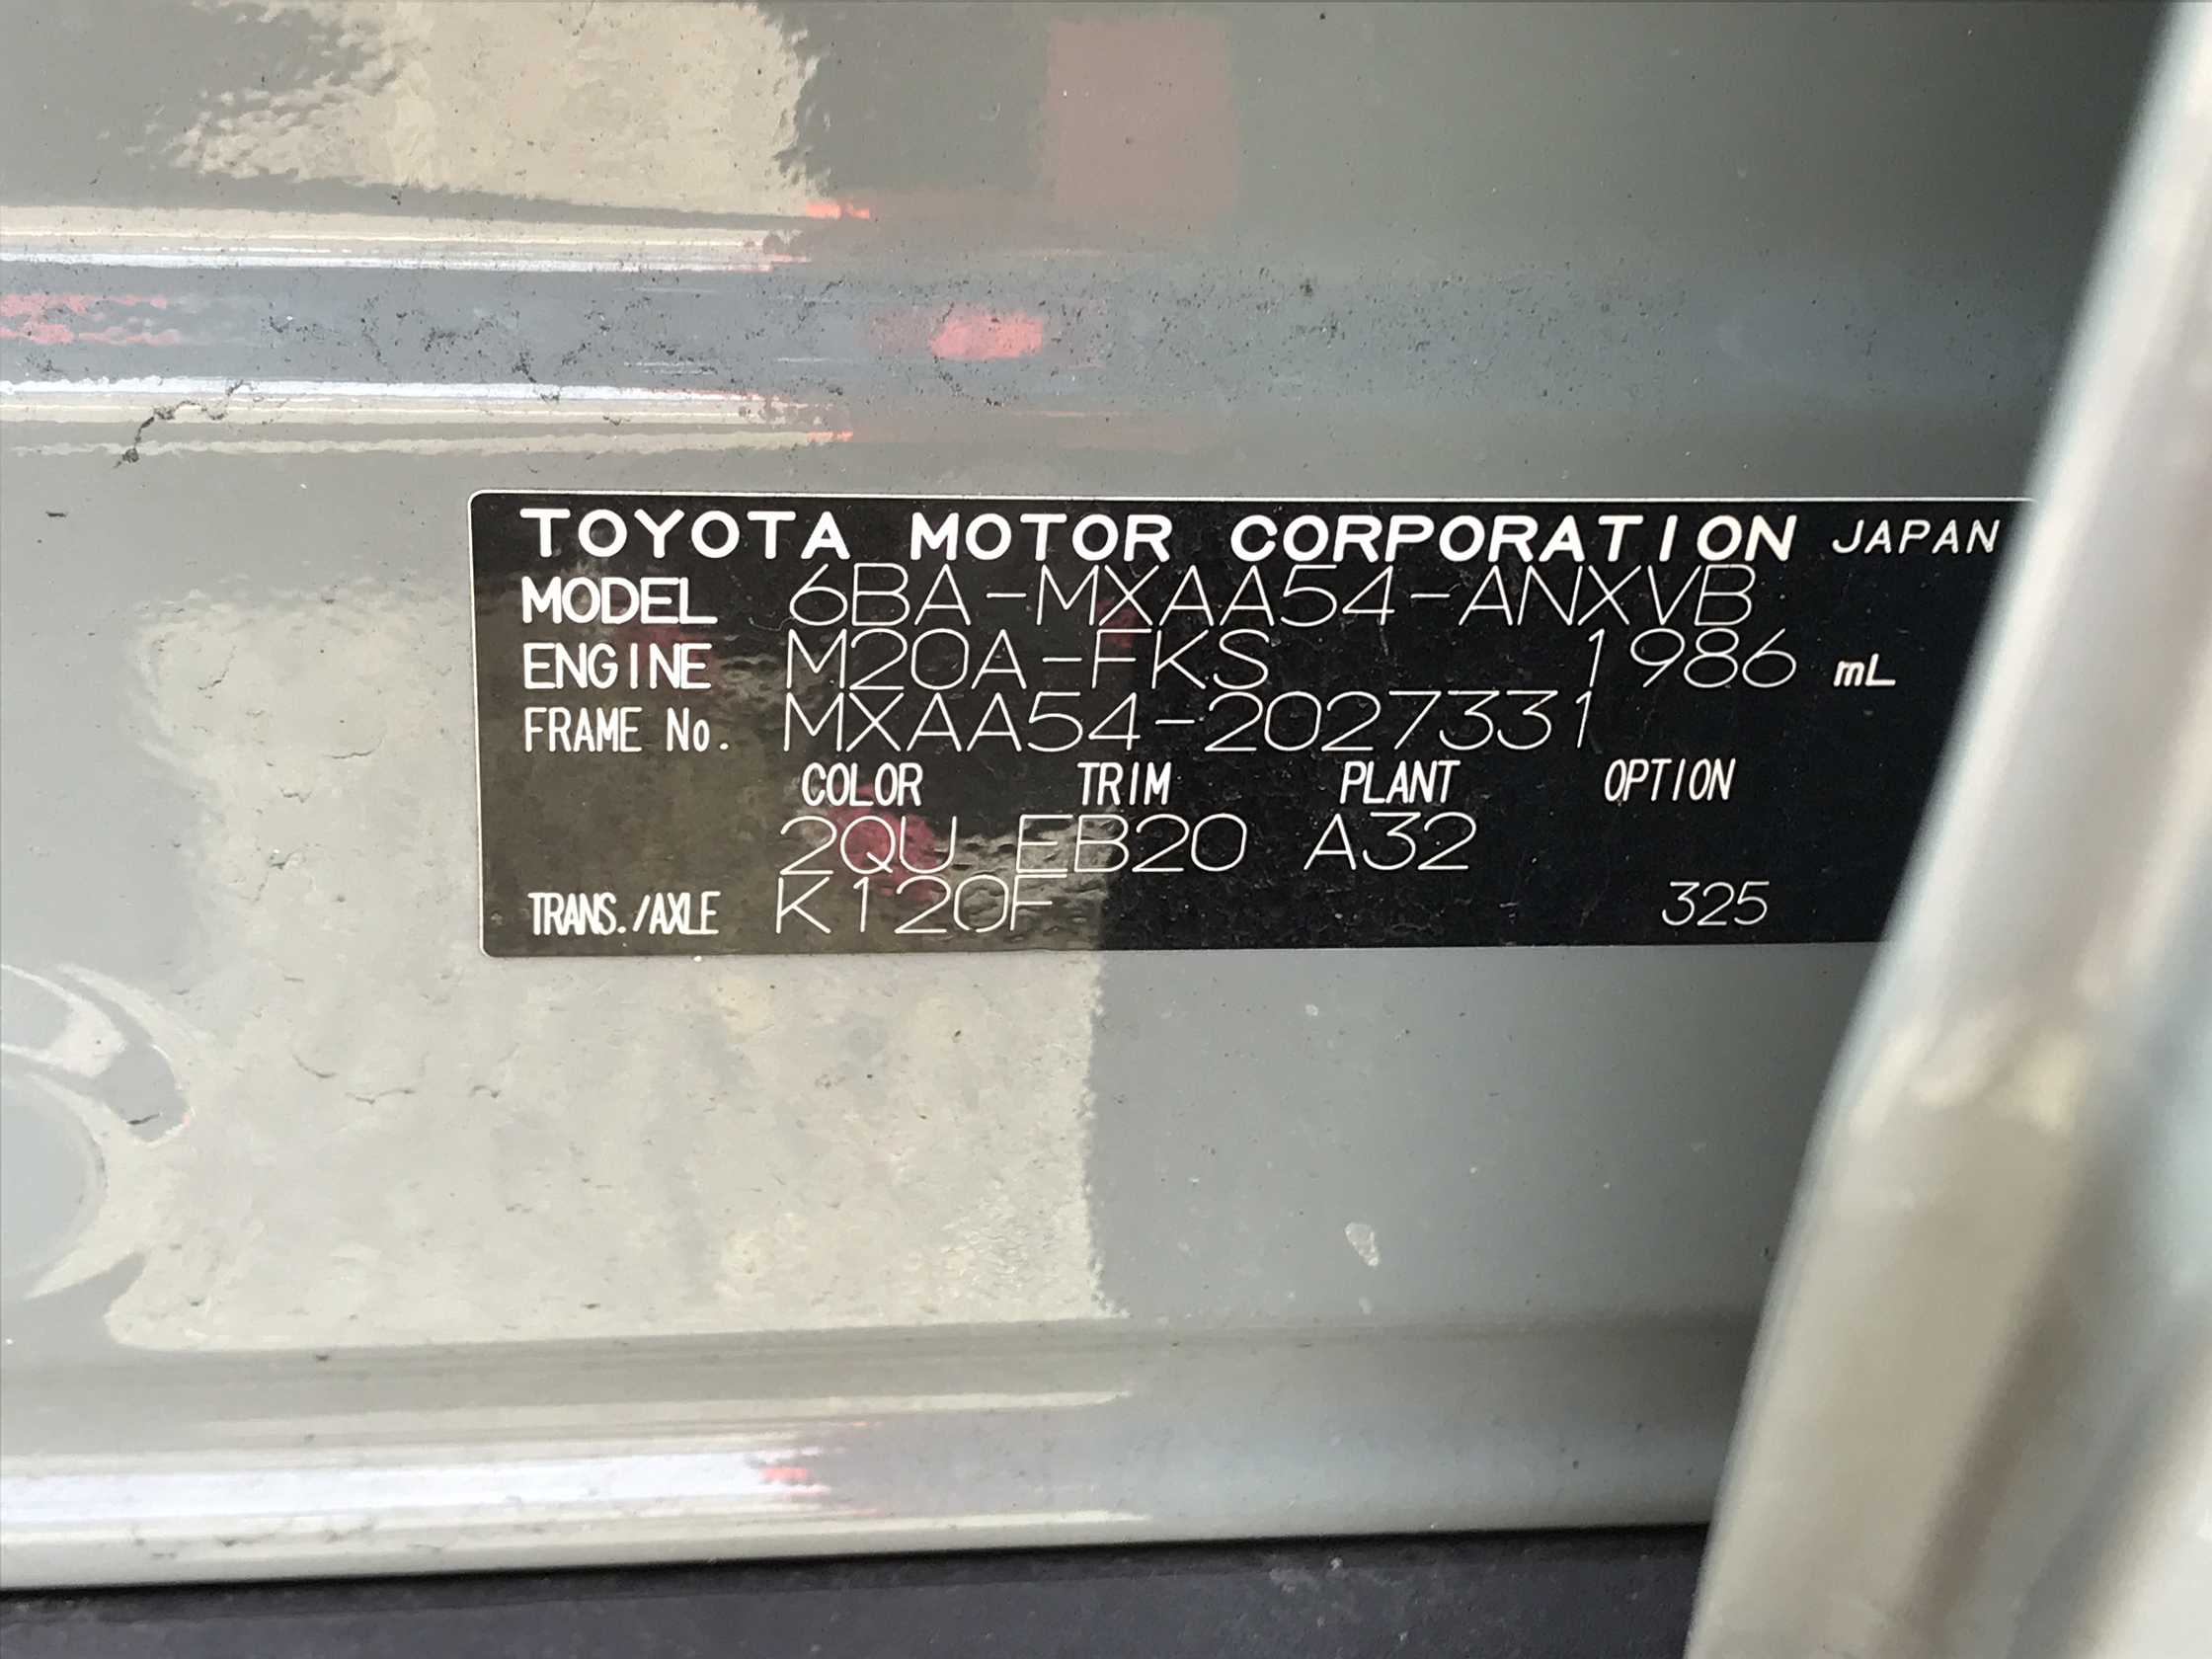 TOYOTA MOTOR CORPORATION JAPAN
MODEL 6BA-MXAA54-ANXVB
ENGINE M20A-FKS 1986 mL
FRAME No. MXAA54-2027331
COLOR TRIM PLANT OPTION
2QU EB20 A32
TRANS./AXLE K120F 325